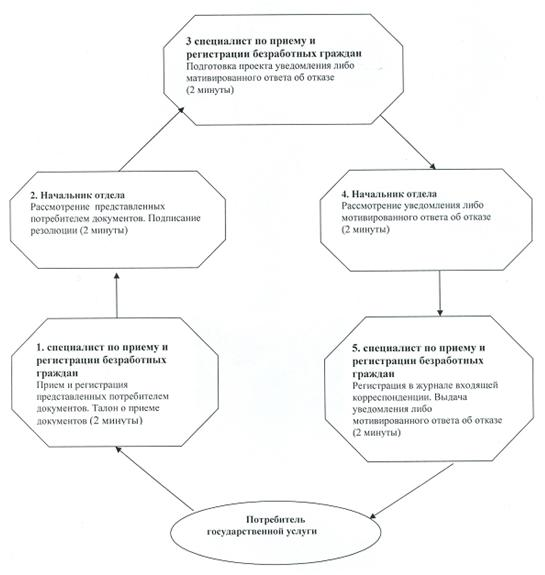 3 специалист по приему и
регистрации безработных граждан
Подготовка проекта уведомления либо
мативированного ответа об отказе
(2 минуты)
2. Начальник отдела
Рассмотрение представленных
потребителем документов. Подписание
резолюции (2 минуты)
4. Начальник отдела
Рассмотрение уведомления либо
мотивированного ответа об отказе
(2 минуты)
1. специалист по приему и
регистрации безработных
граждан
Прием и регистрация
представленных потребителем
документов. Талон о приеме
документов (2 минуты)
5. специалист по приему и
регистрации безработных
граждан
Регистрация в журнале входящей
корреспонденции. Выдача
уведомления либо
мотивированного ответа об отказе
(2 минуты)
Потребитель
государственной услуги